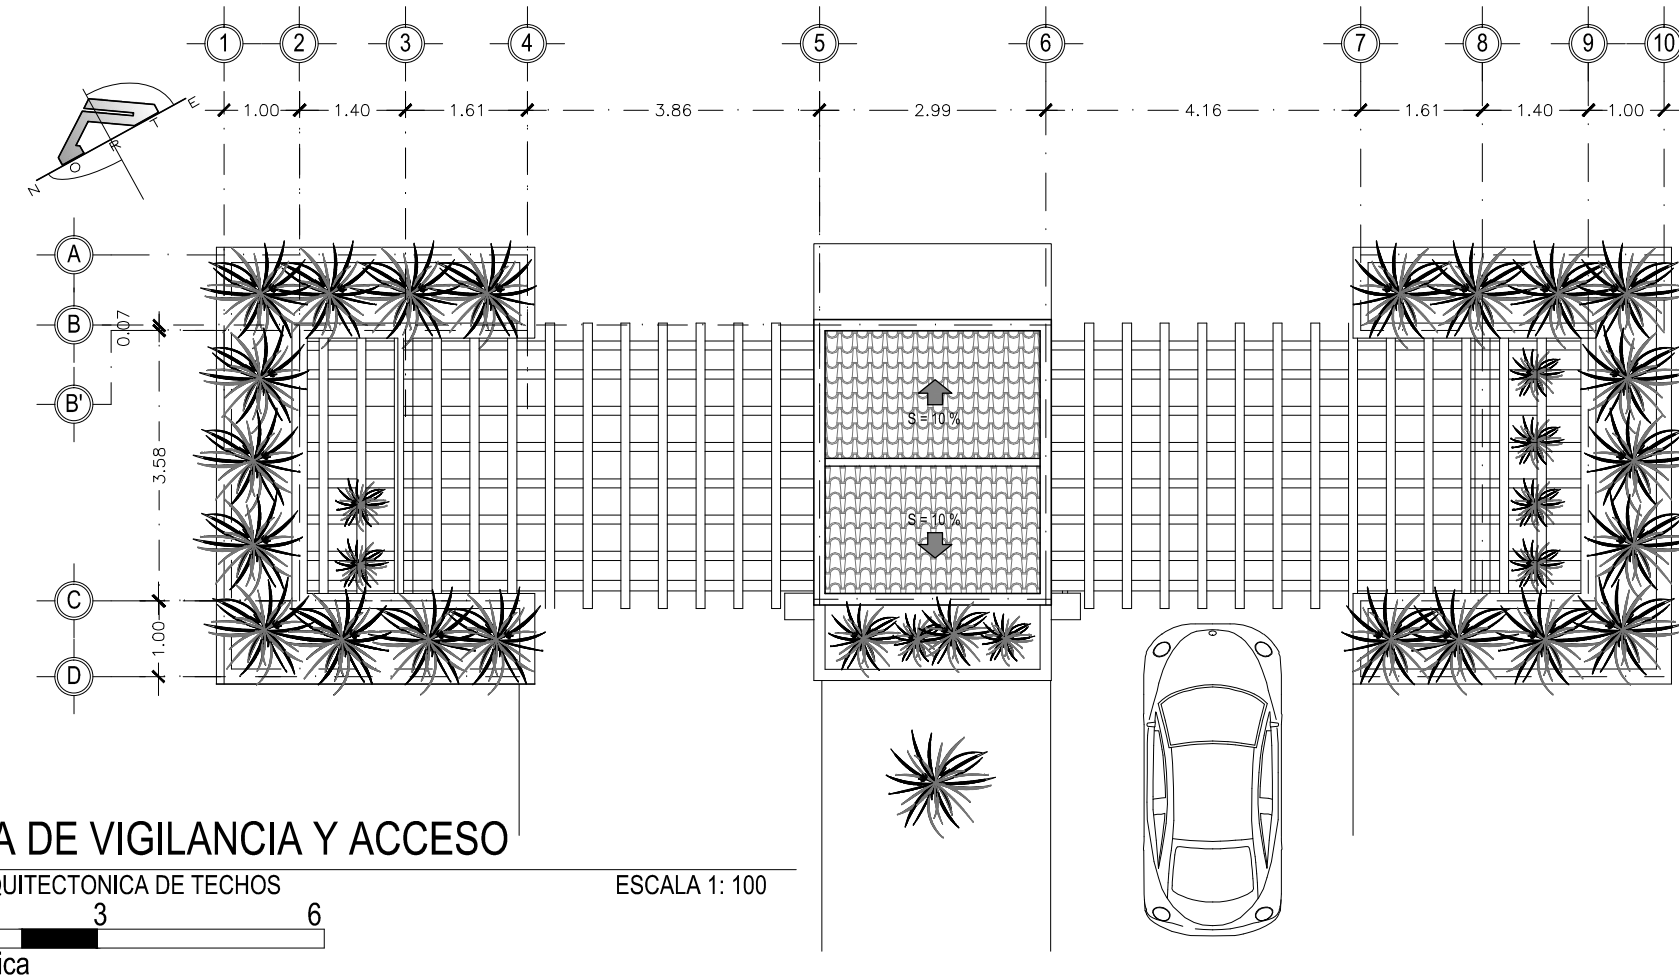 1 2 3 4 5 6 7 8 9 10
1.00 1.40 1.61 3.86 2.99 4.16 1.61 1.40 1.00
N O R T E
A
B
0.07
B'
3.58
C
1.00
D
S = 10 %
S = 10 %
A DE VIGILANCIA Y ACCESO
QUITECTONICA DE TECHOS
ESCALA 1: 100
3 6
ica